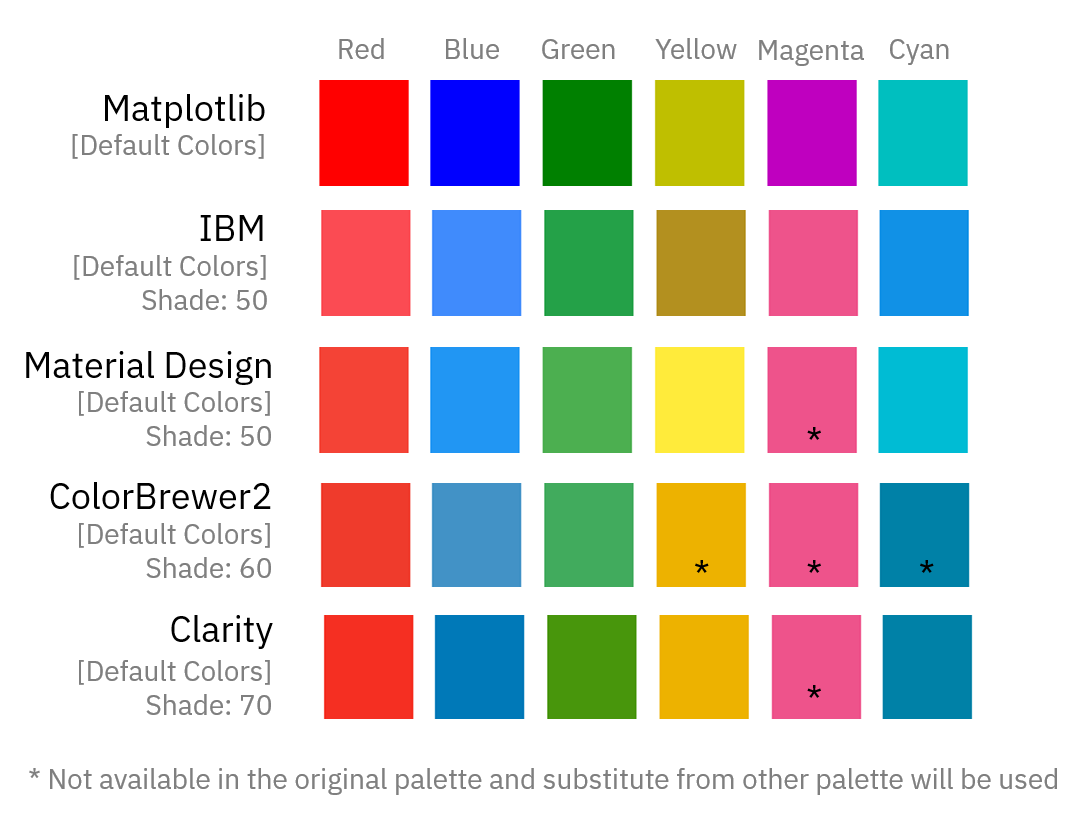 Red Blue Green Yellow Magenta Cyan
Matplotlib
[Default Colors]
IBM
[Default Colors]
Shade: 50
Material Design
[Default Colors]
Shade: 50
*
ColorBrewer2
[Default Colors]
Shade: 60
* * *
Clarity
[Default Colors]
Shade: 70
*
* Not available in the original palette and substitute from other palette will be used